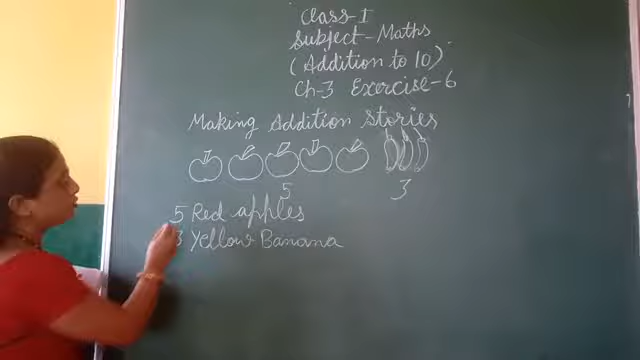 Class-I
Subject-Maths
(Addition to 10)
Ch-3 Exercise-6
Making Addition Stories
5 3
5 Red apples
3 Yellow Banana